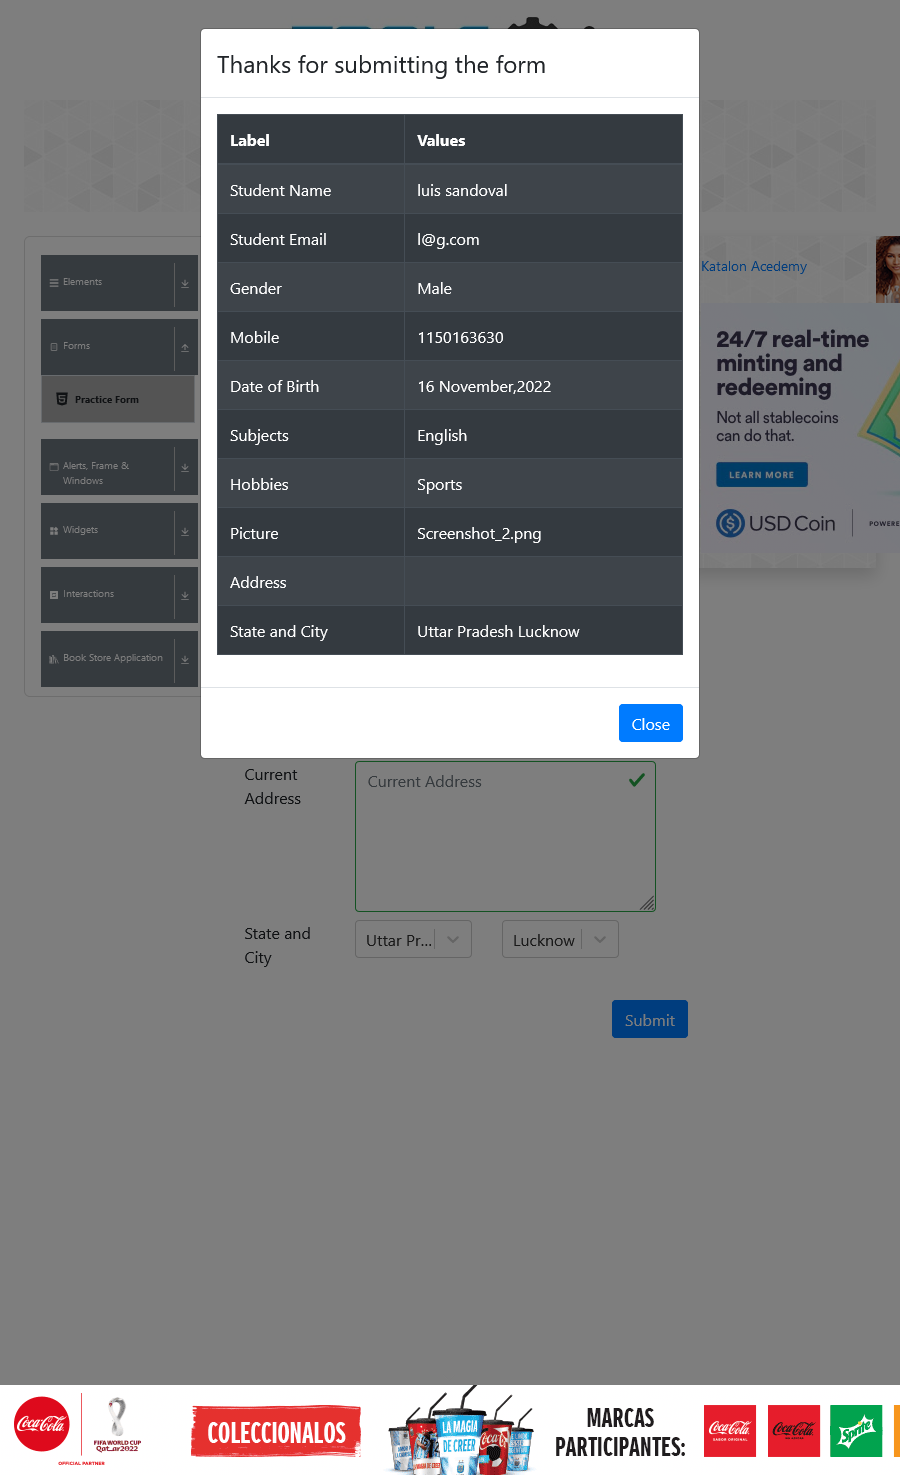 Thanks for submitting the form
Label Values
Student Name luis sandoval
Student Email l@g.com
Gender Male
Mobile 1150163630
Date of Birth 16 November,2022
Subjects English
Hobbies Sports
Picture Screenshot_2.png
Address
State and City Uttar Pradesh Lucknow
Close
Elements
Forms
Practice Form
Alerts, Frame &
Windows
Widgets
Interactions
Book Store Application
Katalon Acedemy
24/7 real-time
minting and
redeeming
Not all stablecoins
can do that.
LEARN MORE
USD Coin
POWERE
Current
Address
Current Address
State and
City
Uttar Pr...
Lucknow
Submit
Coca-Cola
FIFA WORLD CUP
Qatar2022
OFFICIAL PARTNER
COLECCIONALOS
LA MAGIA
DE CREER
MARCAS
PARTICIPANTES:
Coca-Cola
SABOR ORIGINAL
Coca-Cola
Sprite